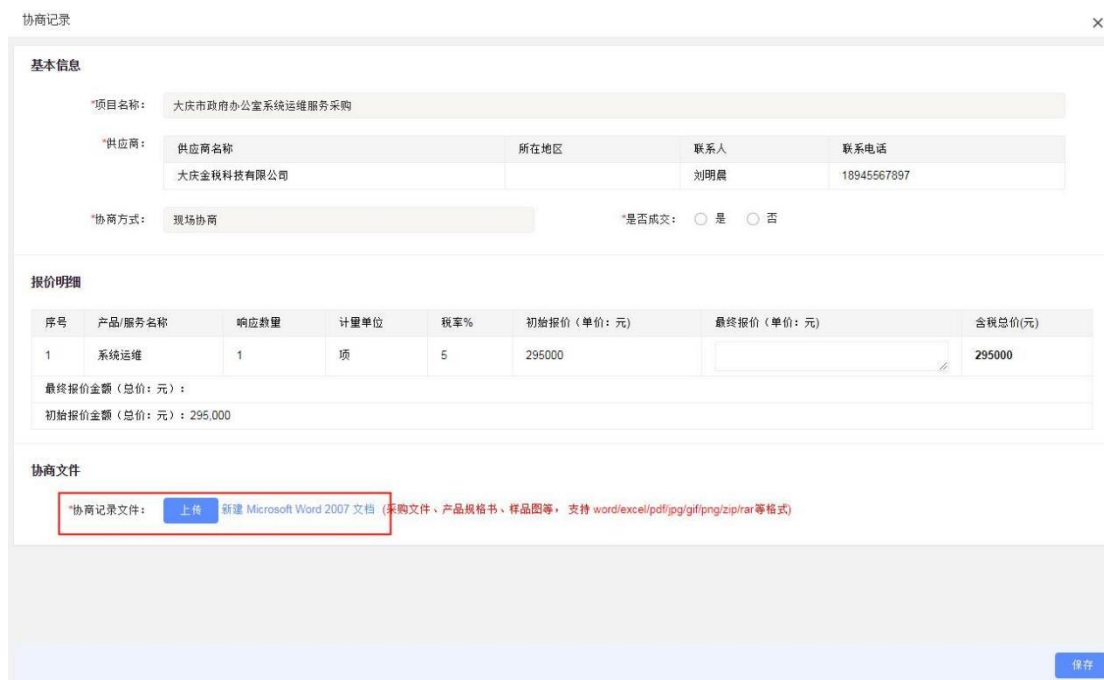 协商记录
×
基本信息
*项目名称: 大庆市政府办公室系统运维服务采购
*供应商: 供应商名称 所在地区 联系人 联系电话
大庆金税科技有限公司 刘明晨 18945567897
*协商方式: 现场协商 *是否成交: 是 否
报价明细
序号 产品/服务名称 响应数量 计量单位 税率% 初始报价(单价:元) 最终报价(单价:元) 含税总价(元)
1 系统运维 1 项 5 295000 295000
最终报价金额(总价:元):
初始报价金额(总价:元):295,000
协商文件
*协商记录文件: 上传 新建 Microsoft Word 2007 文档 (采购文件、产品规格书、样品图等, 支持 word/excel/pdf/jpg/gif/png/zip/rar等格式)
保存